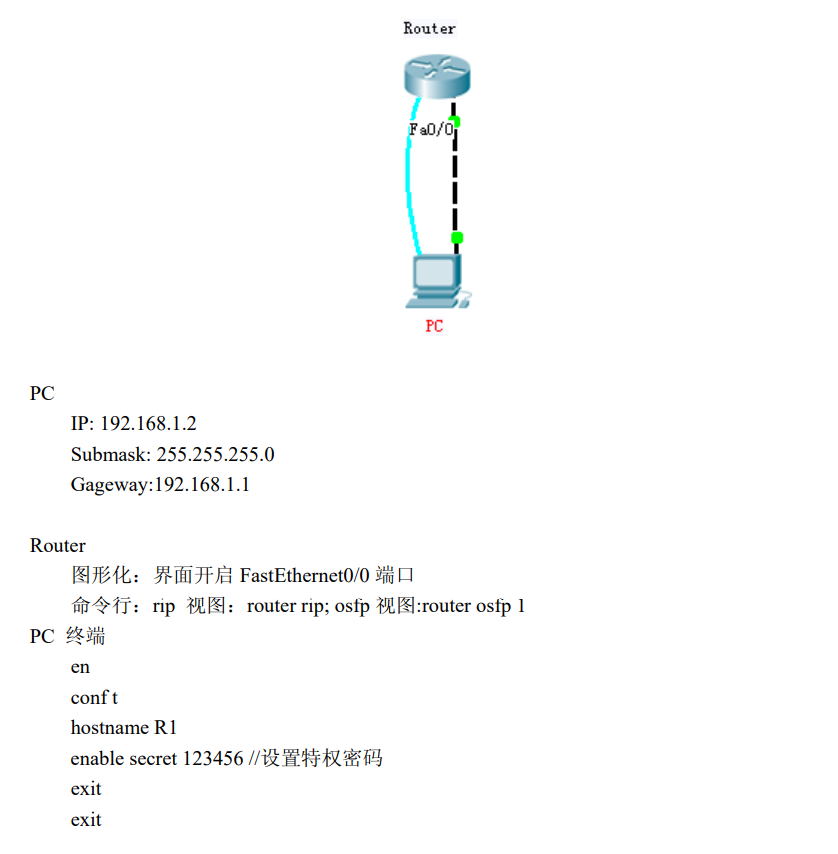 Router
Fa0/0
PC
PC
IP: 192.168.1.2
Submask: 255.255.255.0
Gageway:192.168.1.1
Router
图形化：界面开启 FastEthernet0/0 端口
命令行：rip 视图：router rip; osfp 视图:router osfp 1
PC 终端
en
conf t
hostname R1
enable secret 123456 //设置特权密码
exit
exit